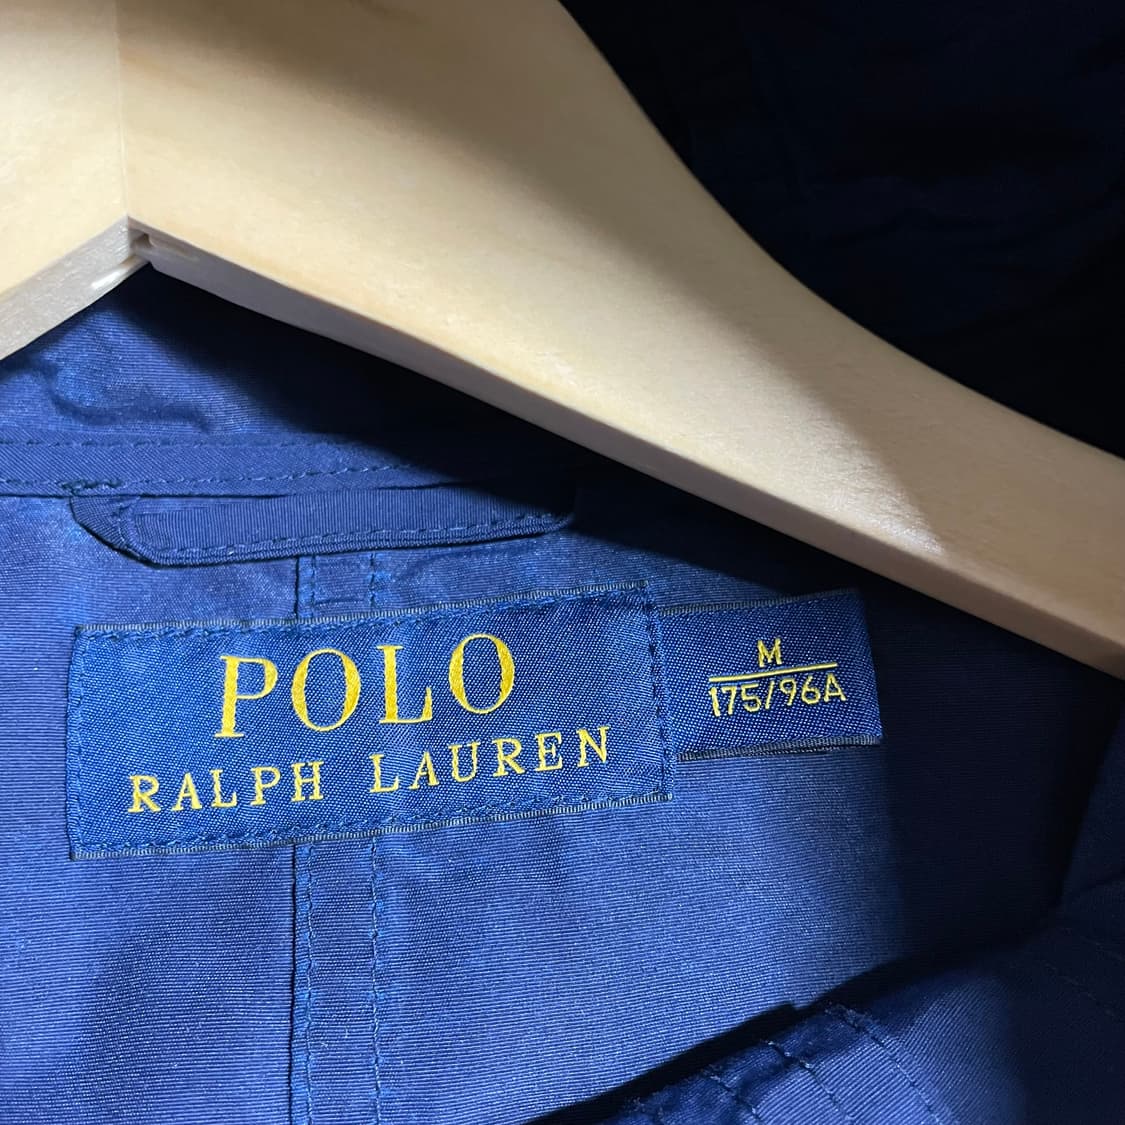 POLO
RALPH LAUREN
M
175/96A